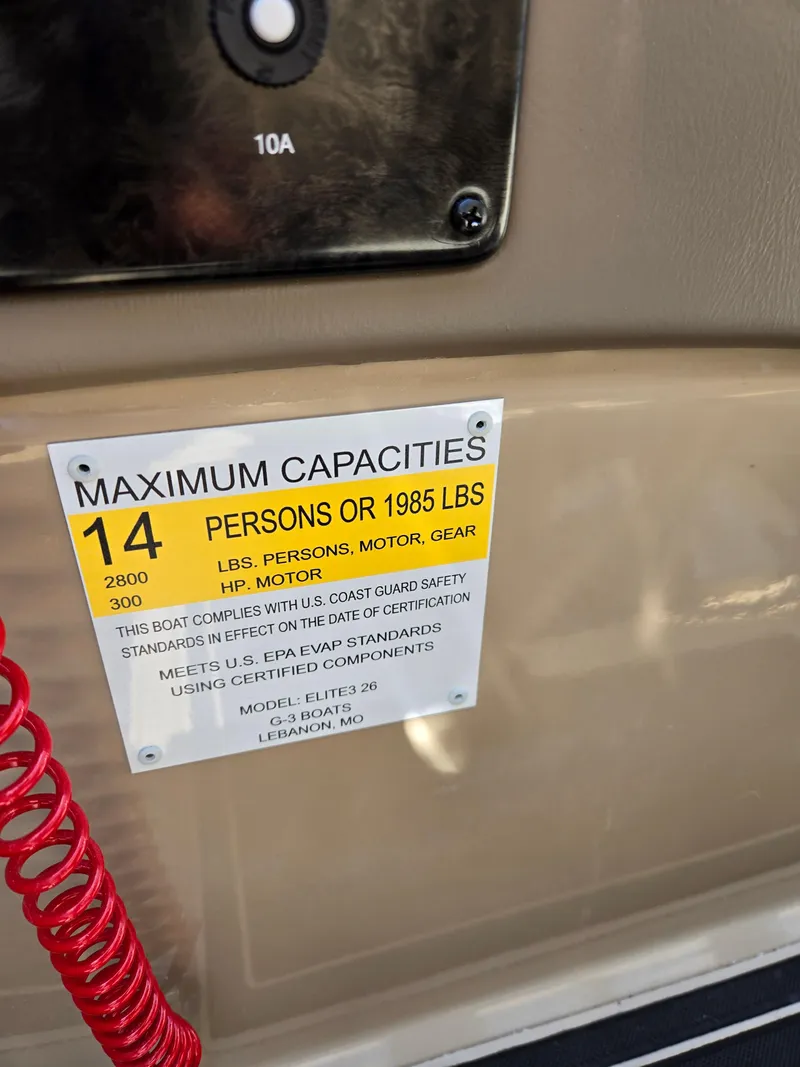 10A
MAXIMUM CAPACITIES
14 PERSONS OR 1985 LBS
2800 LBS. PERSONS, MOTOR, GEAR
300 HP. MOTOR
THIS BOAT COMPLIES WITH U.S. COAST GUARD SAFETY
STANDARDS IN EFFECT ON THE DATE OF CERTIFICATION
MEETS U.S. EPA EVAP STANDARDS
USING CERTIFIED COMPONENTS
MODEL: ELITE3 26
G-3 BOATS
LEBANON, MO